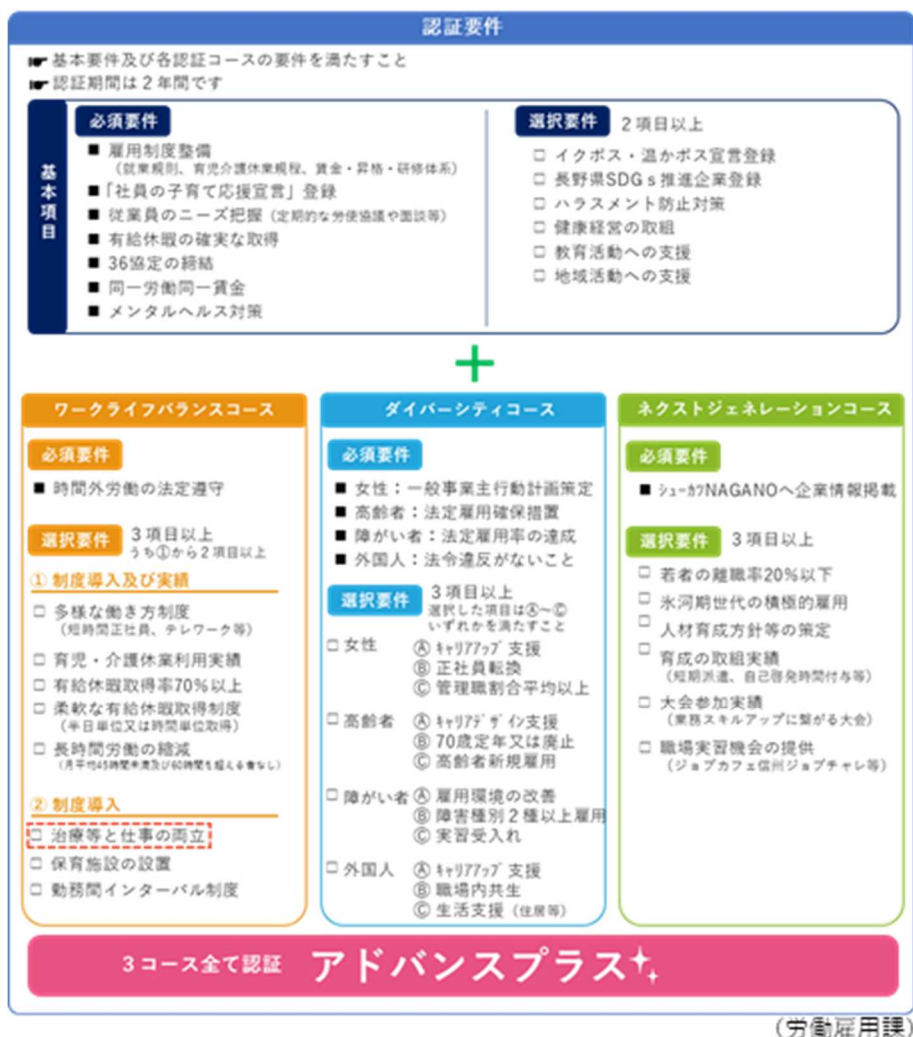 認証要件
☛ 基本要件及び各認証コースの要件を満たすこと
☛ 認証期間は2年間です
基本項目
必須要件
■ 雇用制度整備
(就業規則、育児介護休業規程、賃金・昇格・研修体系)
■「社員の子育て応援宣言」登録
■ 従業員のニーズ把握(定期的な労使協議や面談等)
■ 有給休暇の確実な取得
■ 36協定の締結
■ 同一労働同一賃金
■ メンタルヘルス対策
選択要件 2項目以上
□ イクボス・温かボス宣言登録
□ 長野県SDGs推進企業登録
□ ハラスメント防止対策
□ 健康経営の取組
□ 教育活動への支援
□ 地域活動への支援
+
ワークライフバランスコース
必須要件
■ 時間外労働の法定遵守
選択要件 3項目以上
うち①から2項目以上
① 制度導入及び実績
□ 多様な働き方制度
(短時間正社員、テレワーク等)
□ 育児・介護休業利用実績
□ 有給休暇取得率70%以上
□ 柔軟な有給休暇取得制度
(半日単位又は時間単位取得)
□ 長時間労働の縮減
(月平均45時間未満及び60時間を超える者なし)
② 制度導入
□ 治療等と仕事の両立
□ 保育施設の設置
□ 勤務間インターバル制度
ダイバーシティコース
必須要件
■ 女性:一般事業主行動計画策定
■ 高齢者:法定雇用確保措置
■ 障がい者:法定雇用率の達成
■ 外国人:法令違反がないこと
選択要件 3項目以上
選択した項目はⒶ~Ⓒ
いずれかを満たすこと
□ 女性 Ⓐ ｷｬﾘｱｱｯﾌﾟ支援
Ⓑ 正社員転換
Ⓒ 管理職割合平均以上
□ 高齢者 Ⓐ ｷｬﾘｱﾃﾞｻﾞｲﾝ支援
Ⓑ 70歳定年又は廃止
Ⓒ 高齢者新規雇用
□ 障がい者 Ⓐ 雇用環境の改善
Ⓑ 障害種別2種以上雇用
Ⓒ 実習受入れ
□ 外国人 Ⓐ ｷｬﾘｱｱｯﾌﾟ支援
Ⓑ 職場内共生
Ⓒ 生活支援(住居等)
ネクストジェネレーションコース
必須要件
■ ｼｭｰｶﾂNAGANOへ企業情報掲載
選択要件 3項目以上
□ 若者の離職率20%以下
□ 氷河期世代の積極的雇用
□ 人材育成方針等の策定
□ 育成の取組実績
(短期派遣、自己啓発時間付与等)
□ 大会参加実績
(業務スキルアップに繋がる大会)
□ 職場実習機会の提供
(ジョブカフェ信州ジョブチャレ等)
3コース全て認証 アドバンスプラス
(労働雇用課)